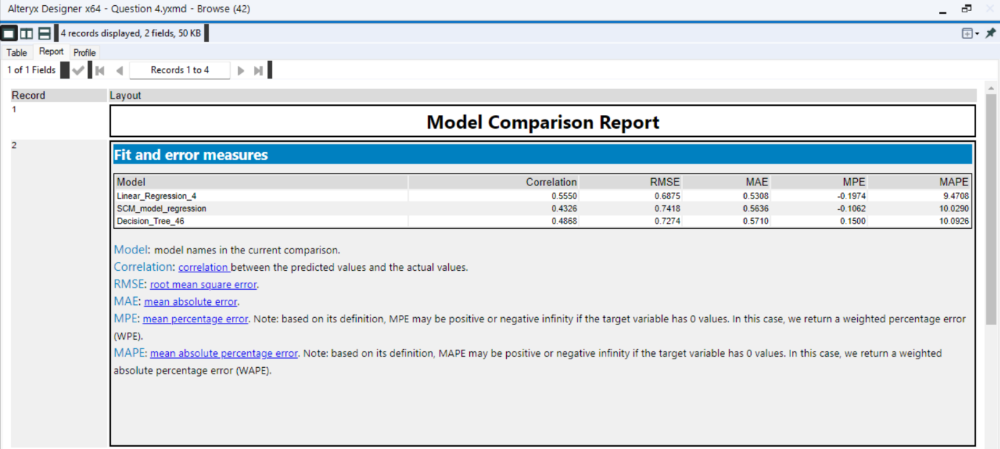 Alteryx Designer x64 - Question 4.yxmd - Browse (42)
4 records displayed, 2 fields, 50 KB
Table Report Profile
1 of 1 Fields Records 1 to 4
Record Layout
1
Model Comparison Report
2
Fit and error measures
Model Correlation RMSE MAE MPE MAPE
Linear_Regression_4 0.5550 0.6875 0.5308 -0.1974 9.4708
SCM_model_regression 0.4326 0.7418 0.5636 -0.1062 10.0290
Decision_Tree_46 0.4868 0.7274 0.5710 0.1500 10.0926
Model: model names in the current comparison.
Correlation: correlation between the predicted values and the actual values.
RMSE: root mean square error.
MAE: mean absolute error.
MPE: mean percentage error. Note: based on its definition, MPE may be positive or negative infinity if the target variable has 0 values. In this case, we return a weighted percentage error
(WPE).
MAPE: mean absolute percentage error. Note: based on its definition, MAPE may be positive or negative infinity if the target variable has 0 values. In this case, we return a weighted
absolute percentage error (WAPE).